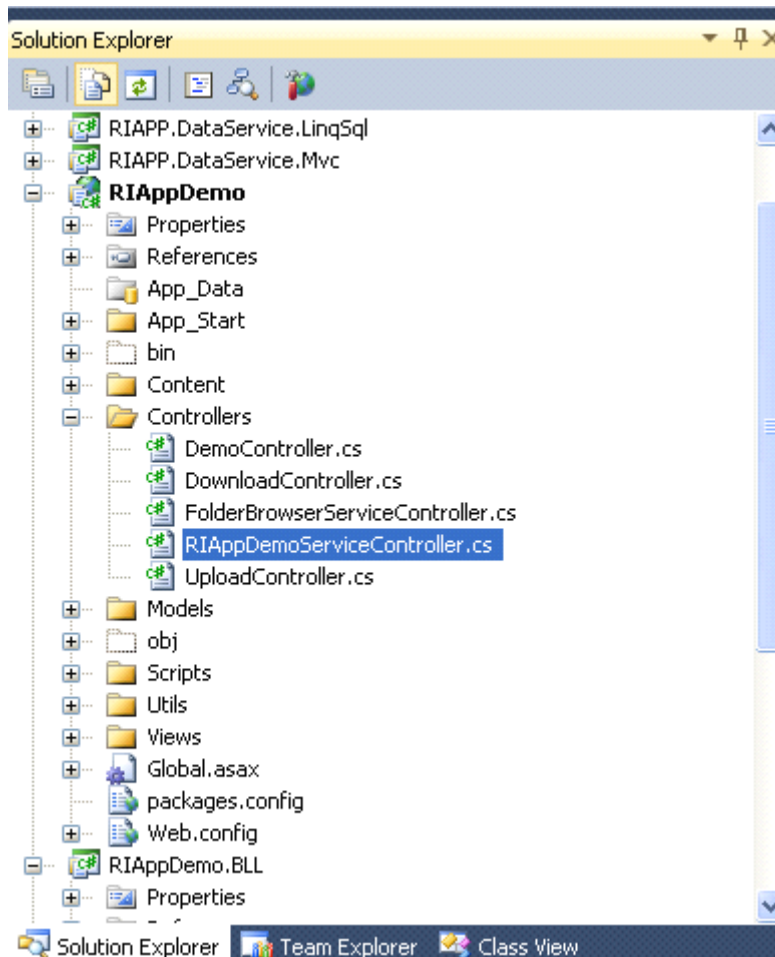 Solution Explorer
RIAPP.DataService.LinqSql
RIAPP.DataService.Mvc
RIAppDemo
Properties
References
App_Data
App_Start
bin
Content
Controllers
DemoController.cs
DownloadController.cs
FolderBrowserServiceController.cs
RIAppDemoServiceController.cs
UploadController.cs
Models
obj
Scripts
Utils
Views
Global.asax
packages.config
Web.config
RIAppDemo.BLL
Properties
Solution Explorer Team Explorer Class View